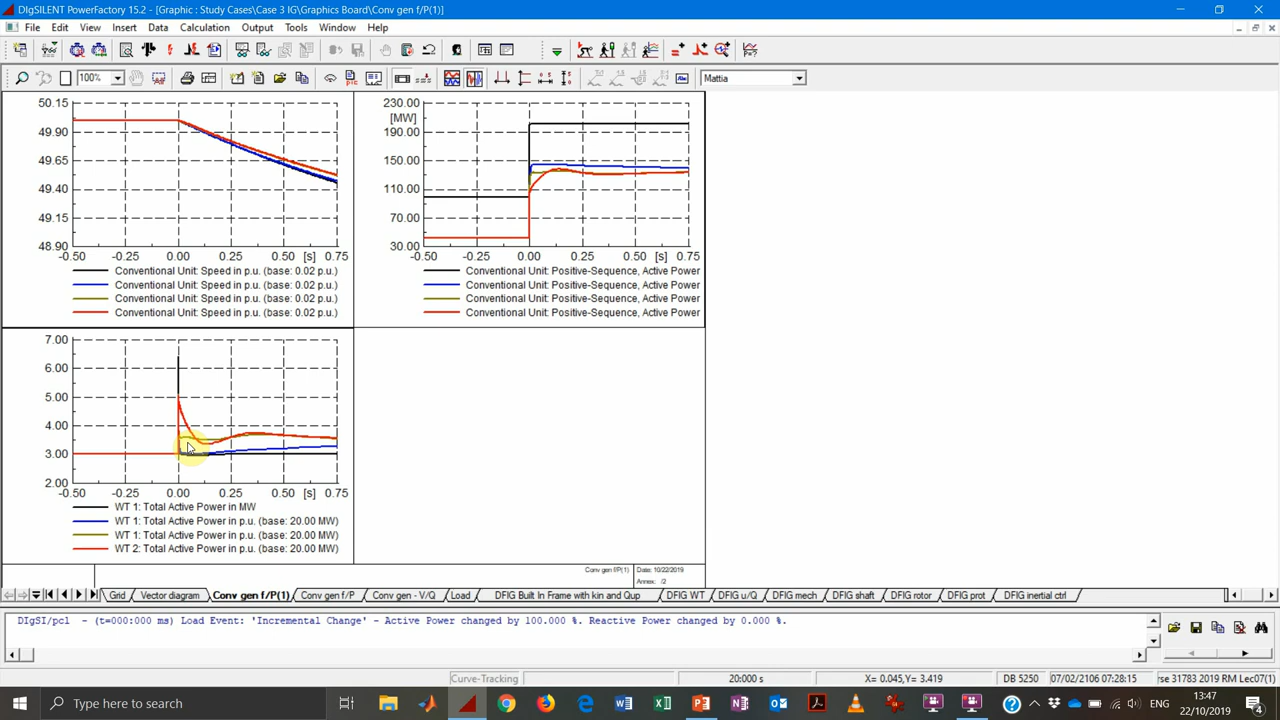 DIgSILENT PowerFactory 15.2 - [Graphic : Study Cases\Case 3 IG\Graphics Board\Conv gen f/P(1)]
File Edit View Insert Data Calculation Output Tools Window Help
100% Mattia
50.15
49.90
49.65
49.40
49.15
48.90
-0.50 -0.25 0.00 0.25 0.50 [s] 0.75
Conventional Unit: Speed in p.u. (base: 0.02 p.u.)
Conventional Unit: Speed in p.u. (base: 0.02 p.u.)
Conventional Unit: Speed in p.u. (base: 0.02 p.u.)
Conventional Unit: Speed in p.u. (base: 0.02 p.u.)
230.00
[MW]
190.00
150.00
110.00
70.00
30.00
-0.50 -0.25 0.00 0.25 0.50 [s] 0.75
Conventional Unit: Positive-Sequence, Active Power
Conventional Unit: Positive-Sequence, Active Power
Conventional Unit: Positive-Sequence, Active Power
Conventional Unit: Positive-Sequence, Active Power
7.00
6.00
5.00
4.00
3.00
2.00
-0.50 -0.25 0.00 0.25 0.50 [s] 0.75
WT 1: Total Active Power in MW
WT 1: Total Active Power in p.u. (base: 20.00 MW)
WT 1: Total Active Power in p.u. (base: 20.00 MW)
WT 2: Total Active Power in p.u. (base: 20.00 MW)
Conv gen f/P(1) Date: 10/22/2019
Annex: /2
Grid Vector diagram Conv gen f/P(1) Conv gen f/P Conv gen - V/Q Load DFIG Built In Frame with kin and Qup DFIG WT DFIG u/Q DFIG mech DFIG shaft DFIG rotor DFIG prot DFIG inertial ctrl
DIgSI/pcl - (t=000:000 ms) Load Event: 'Incremental Change' - Active Power changed by 100.000 %. Reactive Power changed by 0.000 %.
Curve-Tracking 20:000 s X= 0.045,Y= 3.419 DB 5250 07/02/2106 07:28:15 rse 31783 2019 RM Lec07(1)
Type here to search ENG 13:47
22/10/2019